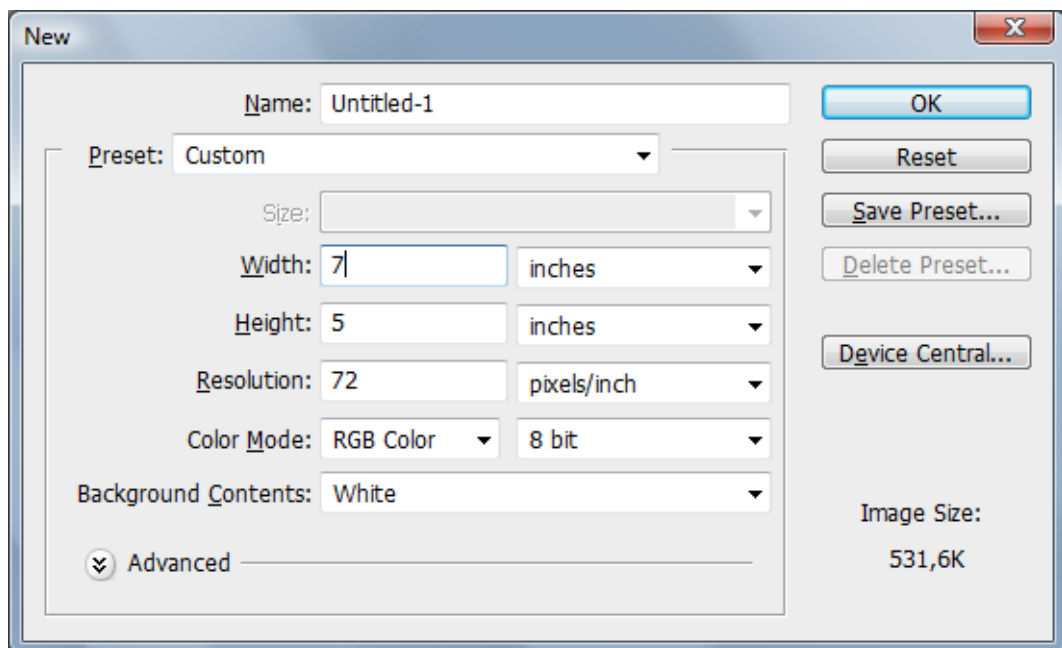 New
Name: Untitled-1
OK
Preset: Custom
Reset
Size:
Save Preset...
Width: 7 inches
Delete Preset...
Height: 5 inches
Device Central...
Resolution: 72 pixels/inch
Color Mode: RGB Color 8 bit
Background Contents: White
Image Size:
531,6K
Advanced